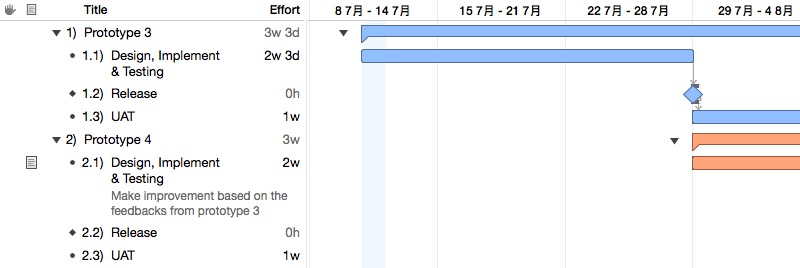 Title Effort 8 7月 - 14 7月 15 7月 - 21 7月 22 7月 - 28 7月 29 7月 - 4 8月
1) Prototype 3 3w 3d
1.1) Design, Implement 2w 3d
& Testing
1.2) Release 0h
1.3) UAT 1w
2) Prototype 4 3w
2.1) Design, Implement 2w
& Testing
Make improvement based on the
feedbacks from prototype 3
2.2) Release 0h
2.3) UAT 1w